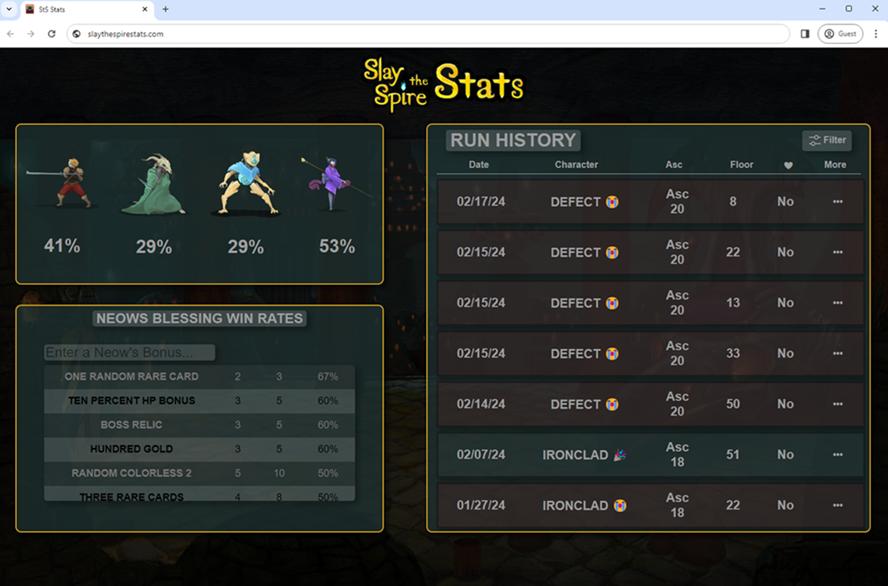 StS Stats
slaythespirestats.com
Guest
Slay the Spire Stats
41%
29%
29%
53%
NEOWS BLESSING WIN RATES
Enter a Neow's Bonus...
ONE RANDOM RARE CARD 2 3 67%
TEN PERCENT HP BONUS 3 5 60%
BOSS RELIC 3 5 60%
HUNDRED GOLD 3 5 60%
RANDOM COLORLESS 2 5 10 50%
THREE RARE CARDS 4 8 50%
RUN HISTORY
Filter
Date Character Asc Floor ♥ More
02/17/24 DEFECT 😭 Asc 20 8 No •••
02/15/24 DEFECT 😭 Asc 20 22 No •••
02/15/24 DEFECT 😭 Asc 20 13 No •••
02/15/24 DEFECT 😭 Asc 20 33 No •••
02/14/24 DEFECT 😭 Asc 20 50 No •••
02/07/24 IRONCLAD 🎉 Asc 18 51 No •••
01/27/24 IRONCLAD 😭 Asc 18 22 No •••